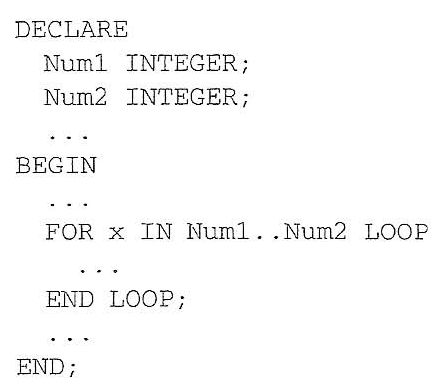 DECLARE
Num1 INTEGER;
Num2 INTEGER;
...
BEGIN
...
FOR x IN Num1..Num2 LOOP
...
END LOOP;
...
END;